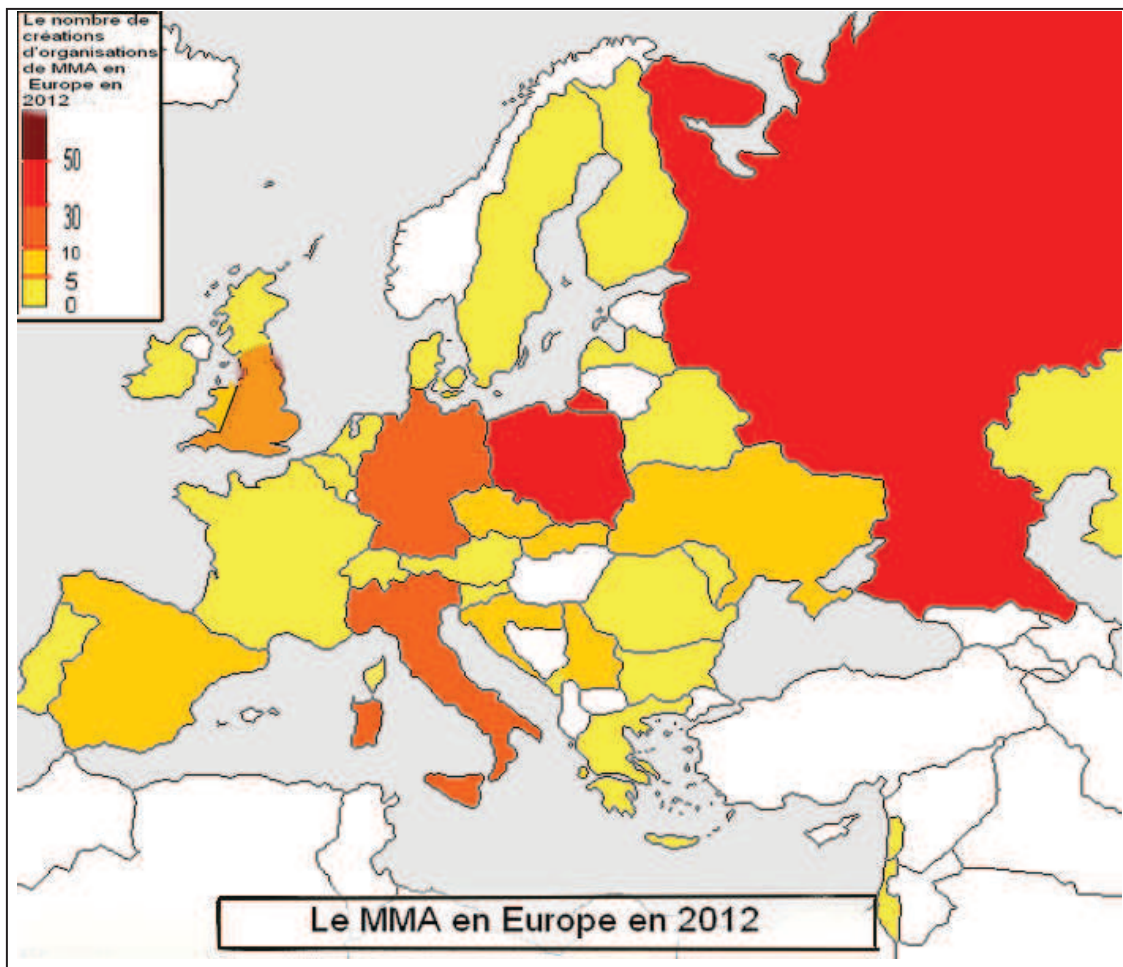 Le nombre de
créations
d'organisations
de MMA en
Europe en
2012
50
30
10
5
0
Le MMA en Europe en 2012